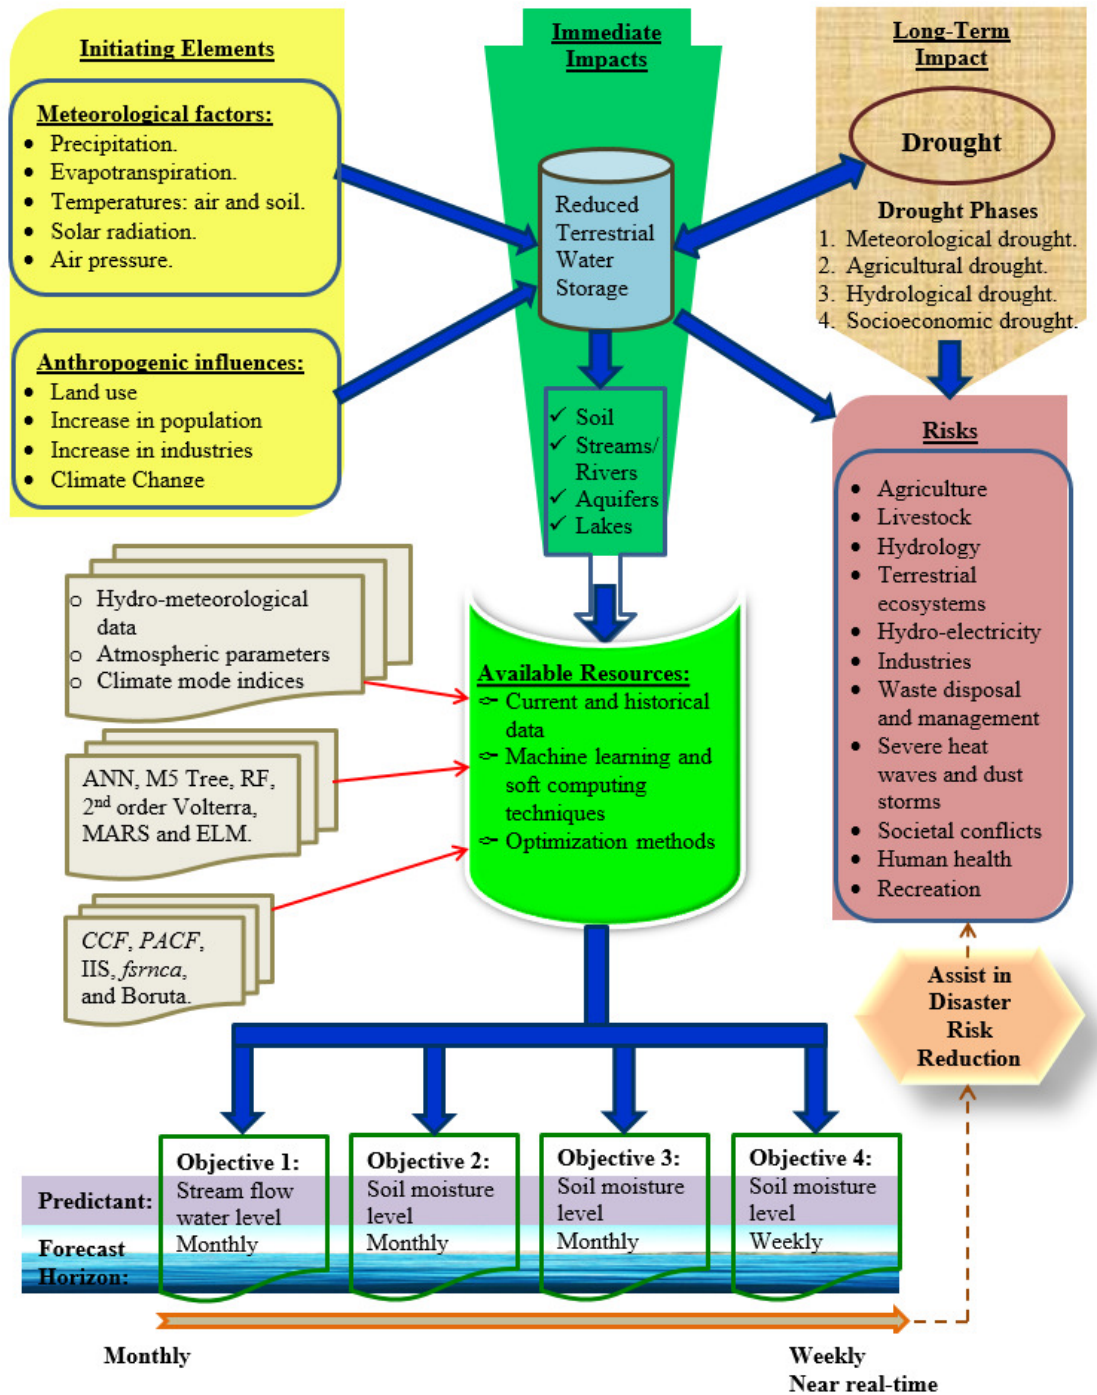 Initiating Elements
Meteorological factors:
• Precipitation.
• Evapotranspiration.
• Temperatures: air and soil.
• Solar radiation.
• Air pressure.
Anthropogenic influences:
• Land use
• Increase in population
• Increase in industries
• Climate Change
Immediate
Impacts
Reduced
Terrestrial
Water
Storage
✓ Soil
✓ Streams/
Rivers
✓ Aquifers
✓ Lakes
Long-Term
Impact
Drought
Drought Phases
1. Meteorological drought.
2. Agricultural drought.
3. Hydrological drought.
4. Socioeconomic drought.
Risks
• Agriculture
• Livestock
• Hydrology
• Terrestrial
ecosystems
• Hydro-electricity
• Industries
• Waste disposal
and management
• Severe heat
waves and dust
storms
• Societal conflicts
• Human health
• Recreation
o Hydro-meteorological
data
o Atmospheric parameters
o Climate mode indices
ANN, M5 Tree, RF,
2nd order Volterra,
MARS and ELM.
CCF, PACF,
IIS, fsrnca,
and Boruta.
Available Resources:
Current and historical
data
Machine learning and
soft computing
techniques
Optimization methods
Assist in
Disaster
Risk
Reduction
Objective 1:
Stream flow
water level
Monthly
Objective 2:
Soil moisture
level
Monthly
Objective 3:
Soil moisture
level
Monthly
Objective 4:
Soil moisture
level
Weekly
Predictant:
Forecast
Horizon:
Monthly
Weekly
Near real-time